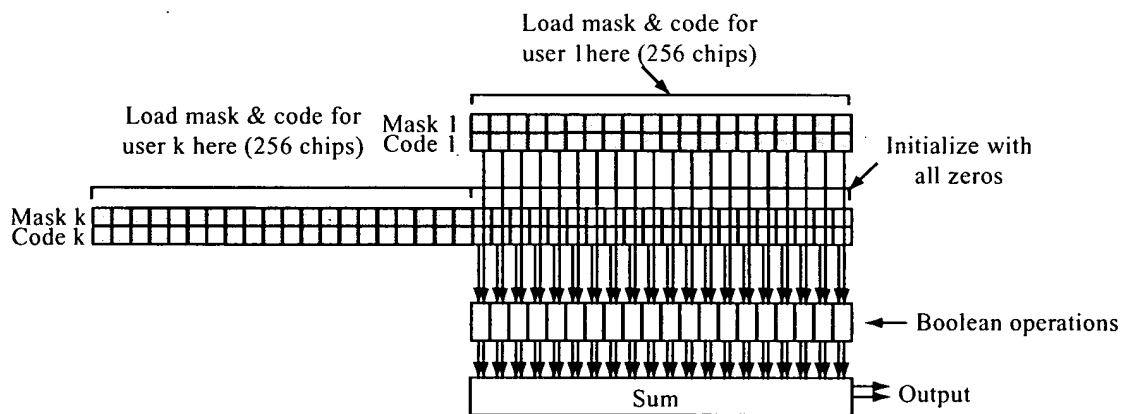 Load mask & code for
user 1here (256 chips)
Load mask & code for
user k here (256 chips)
Mask 1
Code 1
Initialize with
all zeros
Mask k
Code k
Boolean operations
Sum
Output